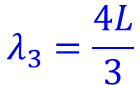 λ₃ = 4L/3